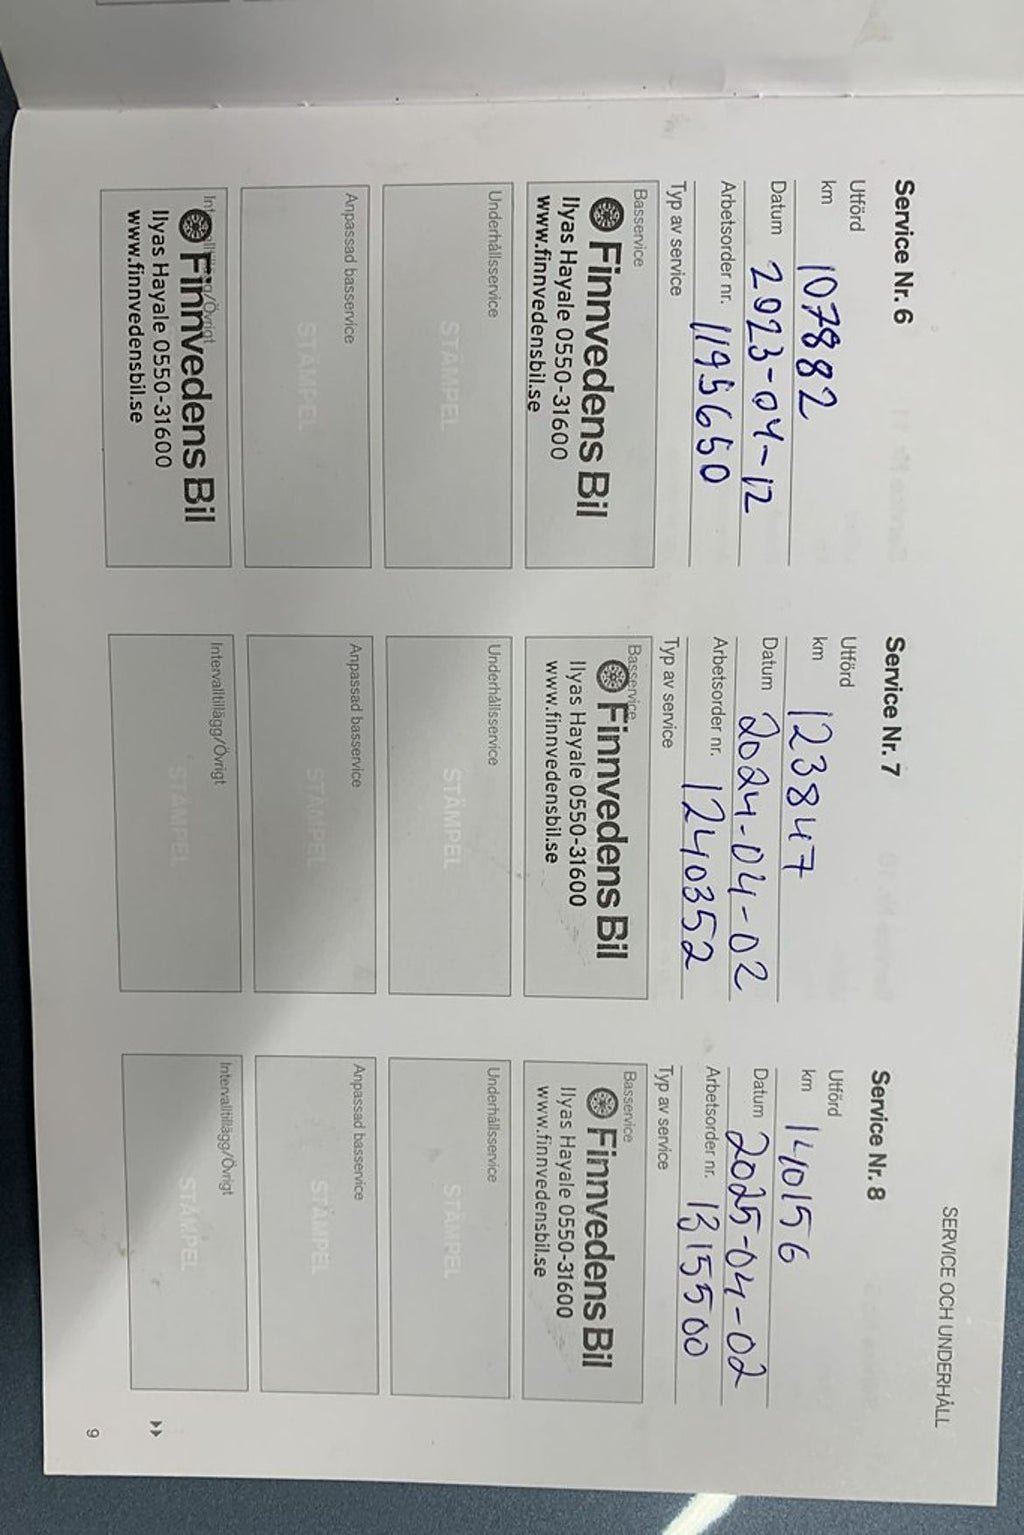 SERVICE OCH UNDERHÅLL
Service Nr. 6
Utförd
km 107882
Datum 2023-04-12
Arbetsorder nr. 1195650
Typ av service
Basservice
Finnvedens Bil
Ilyas Hayale 0550-31600
www.finnvedensbil.se
Underhållsservice
STÄMPEL
Anpassad basservice
STÄMPEL
Intervalltillägg/Övrigt
Finnvedens Bil
Ilyas Hayale 0550-31600
www.finnvedensbil.se
Service Nr. 7
Utförd
km 123847
Datum 2024-04-02
Arbetsorder nr. 1240352
Typ av service
Basservice
Finnvedens Bil
Ilyas Hayale 0550-31600
www.finnvedensbil.se
Underhållsservice
STÄMPEL
Anpassad basservice
STÄMPEL
Intervalltillägg/Övrigt
STÄMPEL
Service Nr. 8
Utförd
km 140156
Datum 2025-04-02
Arbetsorder nr. 1315500
Typ av service
Basservice
Finnvedens Bil
Ilyas Hayale 0550-31600
www.finnvedensbil.se
Underhållsservice
STÄMPEL
Anpassad basservice
STÄMPEL
Intervalltillägg/Övrigt
STÄMPEL
9